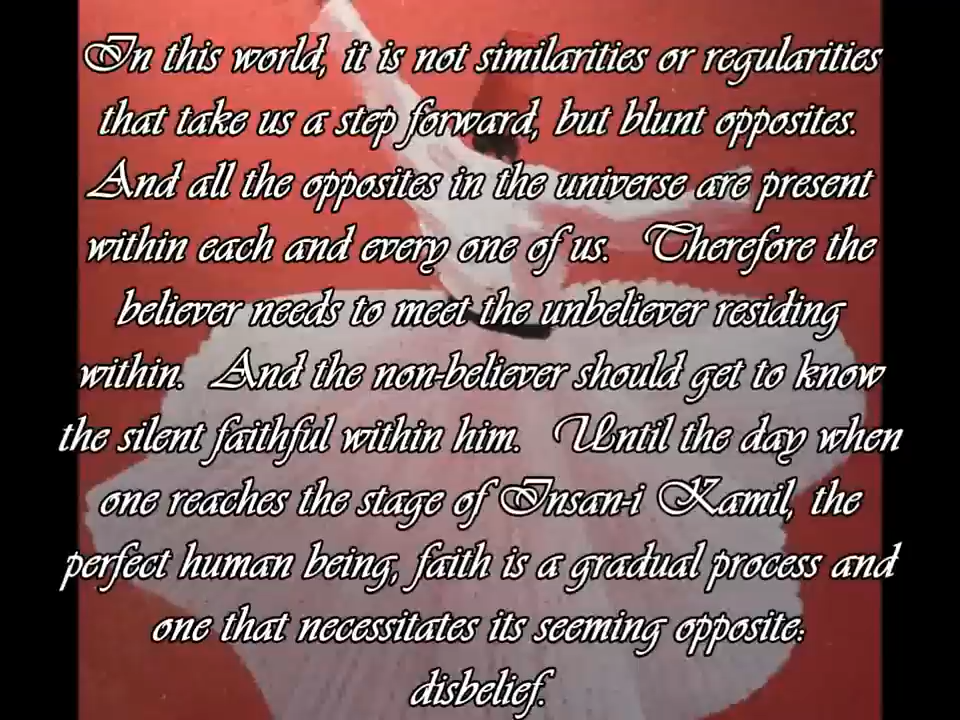 In this world, it is not similarities or regularities
that take us a step forward, but blunt opposites.
And all the opposites in the universe are present
within each and every one of us.  Therefore the
believer needs to meet the unbeliever residing
within.  And the non-believer should get to know
the silent faithful within him.  Until the day when
one reaches the stage of Insan-i Kamil, the
perfect human being, faith is a gradual process and
one that necessitates its seeming opposite:
disbelief.